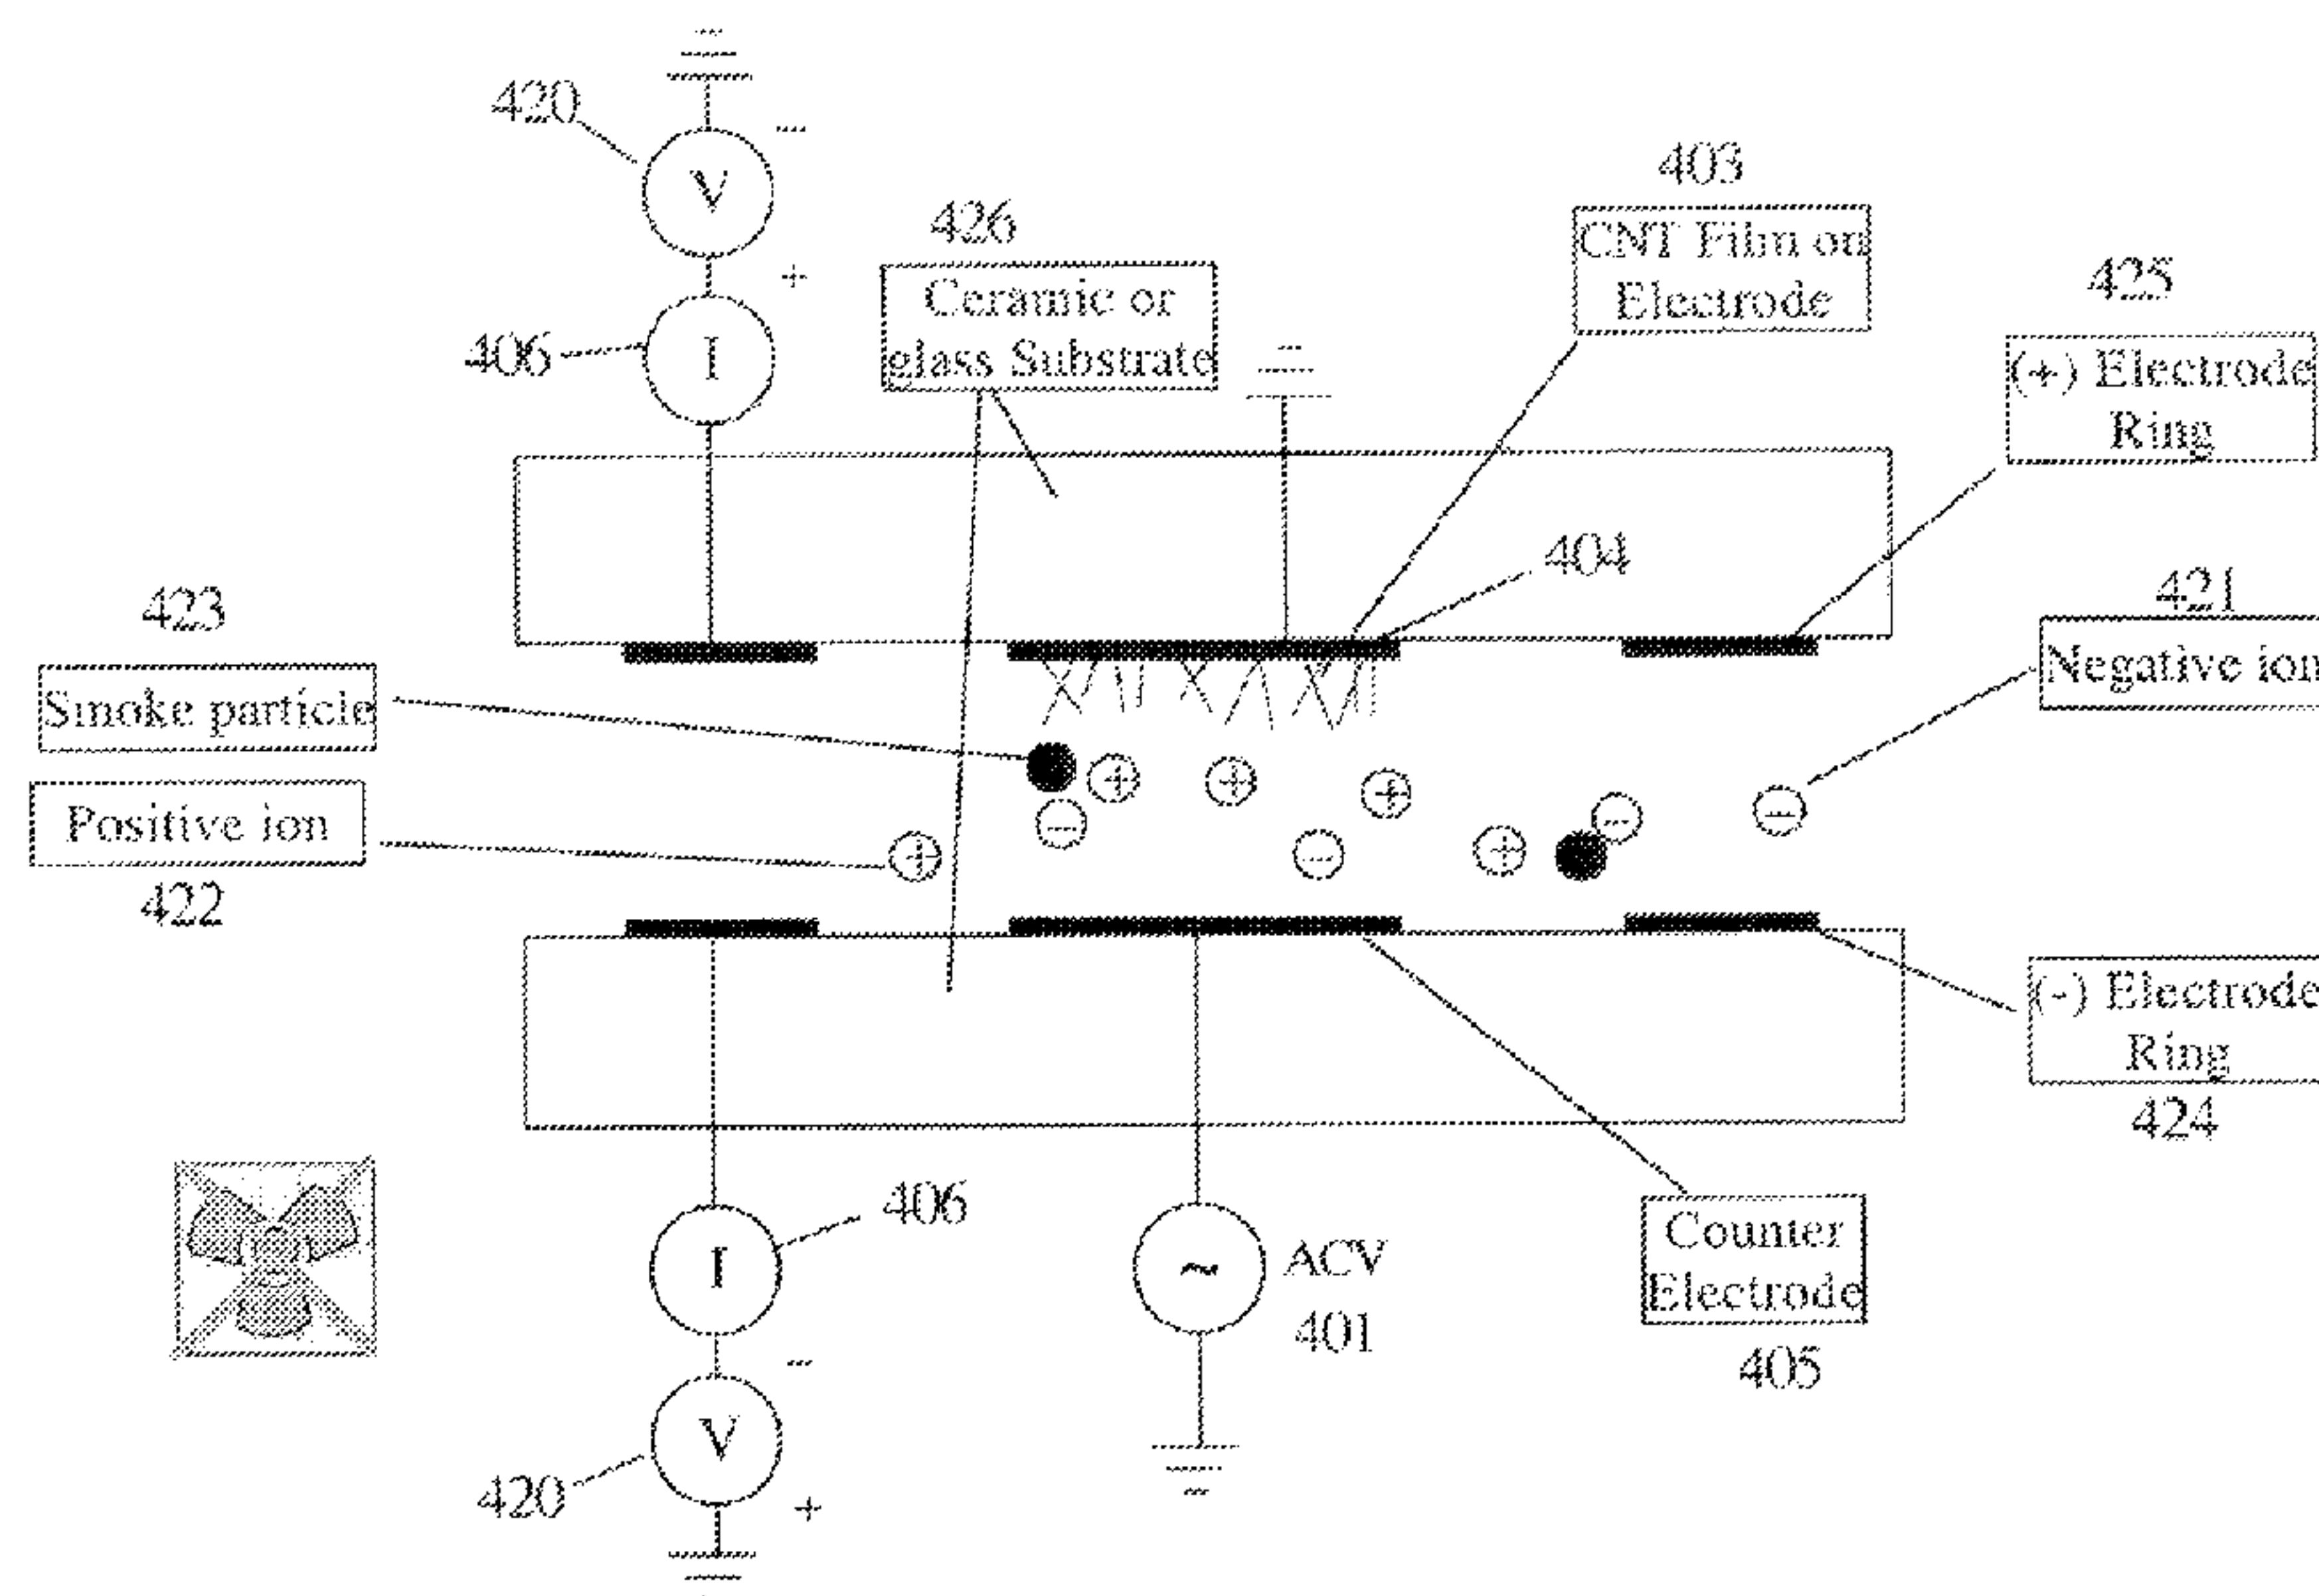 420
−
V
+
406
I
426
Ceramic or
glass Substrate
403
CNT Film on
Electrode
425
(+) Electrode
Ring
404
423
Smoke particle
421
Negative ion
Positive ion
422
+
+
+
−
−
−
−
+
+
(-) Electrode
Ring
424
I
406
~
ACV
401
Counter
Electrode
405
−
V
420
+